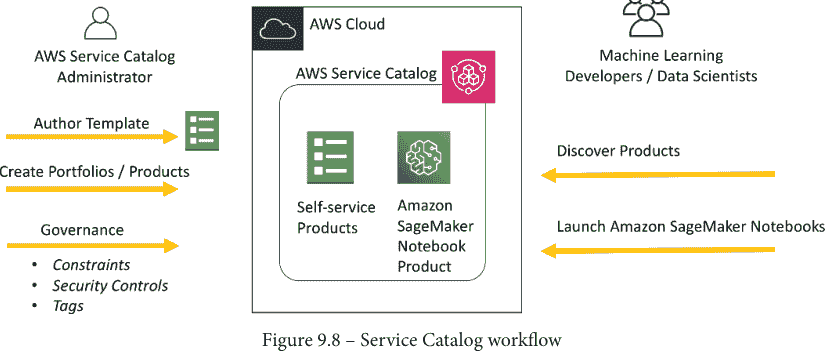 AWS Service Catalog
Administrator
Author Template
Create Portfolios / Products
Governance
• Constraints
• Security Controls
• Tags
AWS Cloud
AWS Service Catalog
Self-service
Products
Amazon
SageMaker
Notebook
Product
Machine Learning
Developers / Data Scientists
Discover Products
Launch Amazon SageMaker Notebooks
Figure 9.8 – Service Catalog workflow